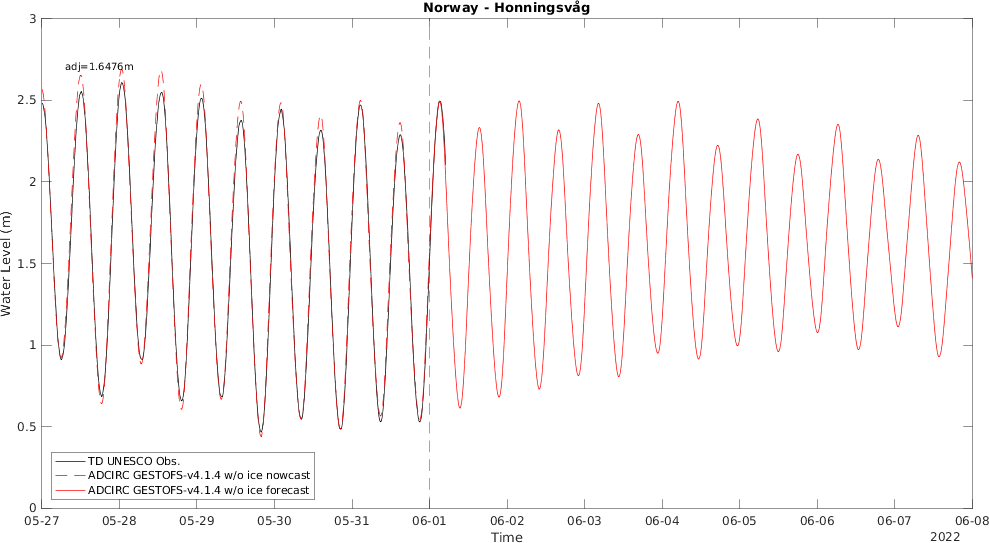 Norway - Honningsvåg
adj=1.6476m
Water Level (m)
3
2.5
2
1.5
1
0.5
0
TD UNESCO Obs.
ADCIRC GESTOFS-v4.1.4 w/o ice nowcast
ADCIRC GESTOFS-v4.1.4 w/o ice forecast
05-27 05-28 05-29 05-30 05-31 06-01 06-02 06-03 06-04 06-05 06-06 06-07 06-08
Time
2022